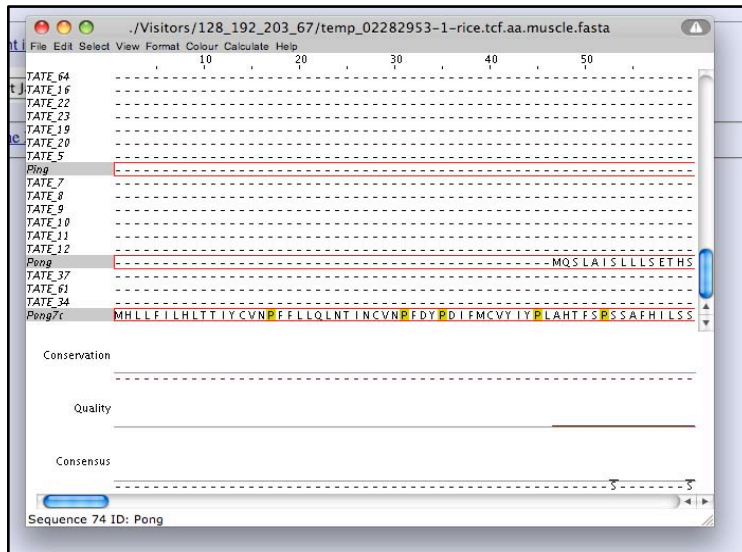 ./Visitors/128_192_203_67/temp_02282953-1-rice.tcf.aa.muscle.fasta
File Edit Select View Format Colour Calculate Help
10 20 30 40 50
TATE_64 -------------------------------------------------------------
TATE_16 -------------------------------------------------------------
TATE_22 -------------------------------------------------------------
TATE_23 -------------------------------------------------------------
TATE_19 -------------------------------------------------------------
TATE_20 -------------------------------------------------------------
TATE_5 -------------------------------------------------------------
Ping -------------------------------------------------------------
TATE_7 -------------------------------------------------------------
TATE_8 -------------------------------------------------------------
TATE_9 -------------------------------------------------------------
TATE_10 -------------------------------------------------------------
TATE_11 -------------------------------------------------------------
TATE_12 -------------------------------------------------------------
Pong ----------------------------------------------MQSLAISLLLSETHS
TATE_37 -------------------------------------------------------------
TATE_61 -------------------------------------------------------------
TATE_34 -------------------------------------------------------------
Pong7c MHLLFILHLTTIYCVNPFFLLQLNTINCVNPFDYPDIFMCVYIYPLAHTFSPSSAFHILSS
Conservation
-------------------------------------------------------------
Quality
Consensus
----------------------------------------------------S-------S
Sequence 74 ID: Pong